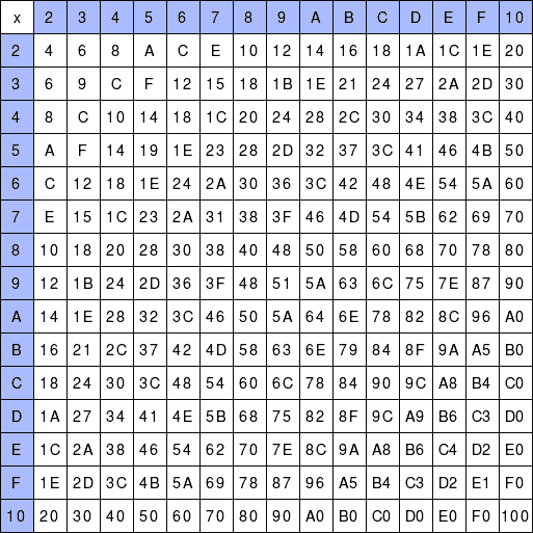 x 2 3 4 5 6 7 8 9 A B C D E F 10
2 4 6 8 A C E 10 12 14 16 18 1A 1C 1E 20
3 6 9 C F 12 15 18 1B 1E 21 24 27 2A 2D 30
4 8 C 10 14 18 1C 20 24 28 2C 30 34 38 3C 40
5 A F 14 19 1E 23 28 2D 32 37 3C 41 46 4B 50
6 C 12 18 1E 24 2A 30 36 3C 42 48 4E 54 5A 60
7 E 15 1C 23 2A 31 38 3F 46 4D 54 5B 62 69 70
8 10 18 20 28 30 38 40 48 50 58 60 68 70 78 80
9 12 1B 24 2D 36 3F 48 51 5A 63 6C 75 7E 87 90
A 14 1E 28 32 3C 46 50 5A 64 6E 78 82 8C 96 A0
B 16 21 2C 37 42 4D 58 63 6E 79 84 8F 9A A5 B0
C 18 24 30 3C 48 54 60 6C 78 84 90 9C A8 B4 C0
D 1A 27 34 41 4E 5B 68 75 82 8F 9C A9 B6 C3 D0
E 1C 2A 38 46 54 62 70 7E 8C 9A A8 B6 C4 D2 E0
F 1E 2D 3C 4B 5A 69 78 87 96 A5 B4 C3 D2 E1 F0
10 20 30 40 50 60 70 80 90 A0 B0 C0 D0 E0 F0 100